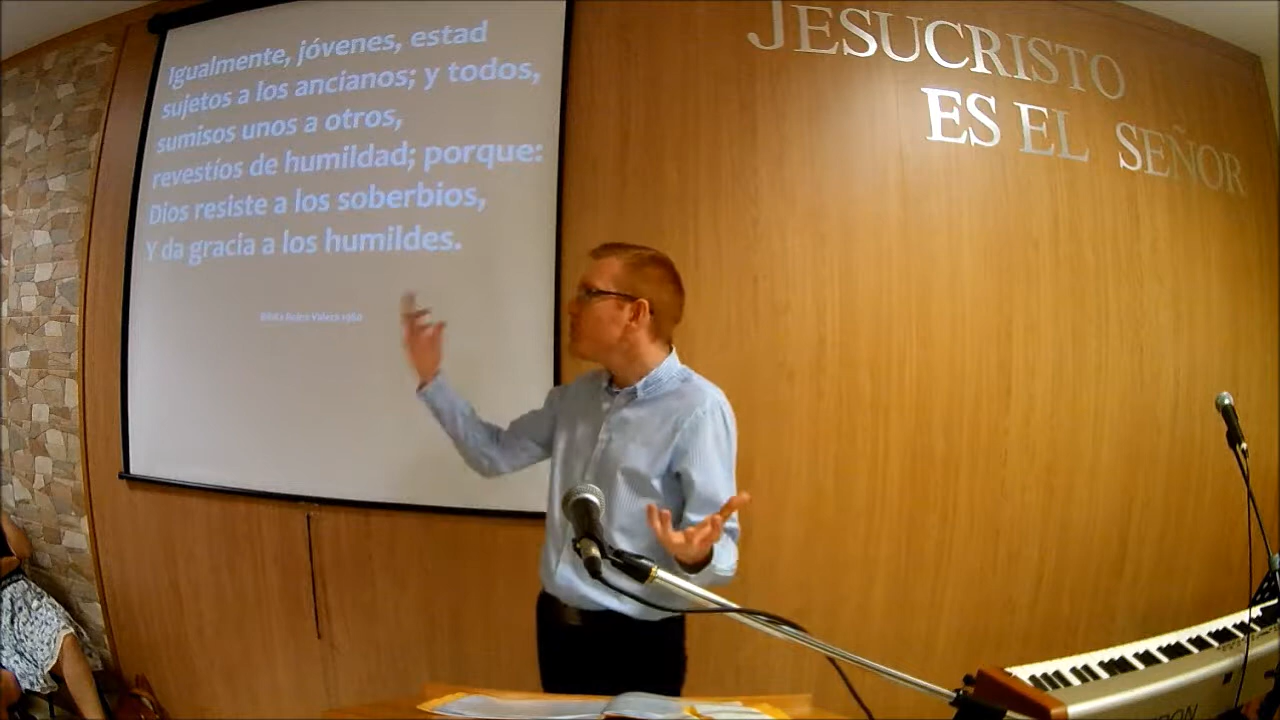 Igualmente, jóvenes, estad
sujetos a los ancianos; y todos,
sumisos unos a otros,
revestíos de humildad; porque:
Dios resiste a los soberbios,
Y da gracia a los humildes.
Biblia Reina Valera 1960
JESUCRISTO
ES EL SEÑOR